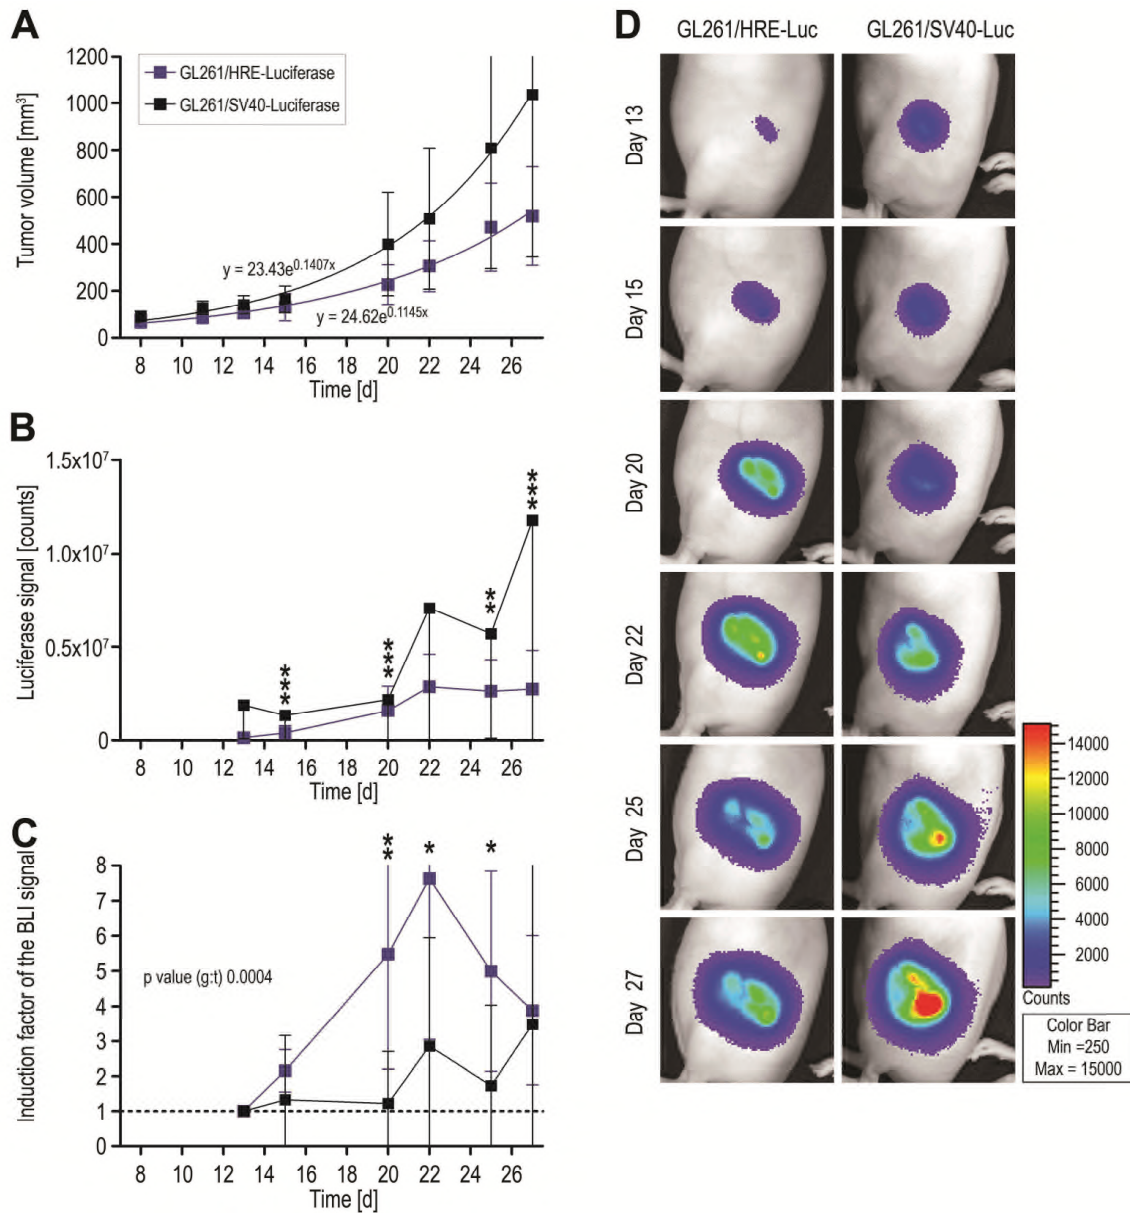 A
Tumor volume [mm³]
1200
1000
800
600
400
200
0
GL261/HRE-Luciferase
GL261/SV40-Luciferase
y = 23.43e^0.1407x
y = 24.62e^0.1145x
8 10 12 14 16 18 20 22 24 26
Time [d]
B
Luciferase signal [counts]
1.5x10⁷
1.0x10⁷
0.5x10⁷
0
***
***
**
***
8 10 12 14 16 18 20 22 24 26
Time [d]
C
Induction factor of the BLI signal
8
7
6
5
4
3
2
1
0
** * *
p value (g:t) 0.0004
8 10 12 14 16 18 20 22 24 26
Time [d]
D
GL261/HRE-Luc GL261/SV40-Luc
Day 13
Day 15
Day 20
Day 22
Day 25
Day 27
14000
12000
10000
8000
6000
4000
2000
Counts
Color Bar
Min =250
Max = 15000